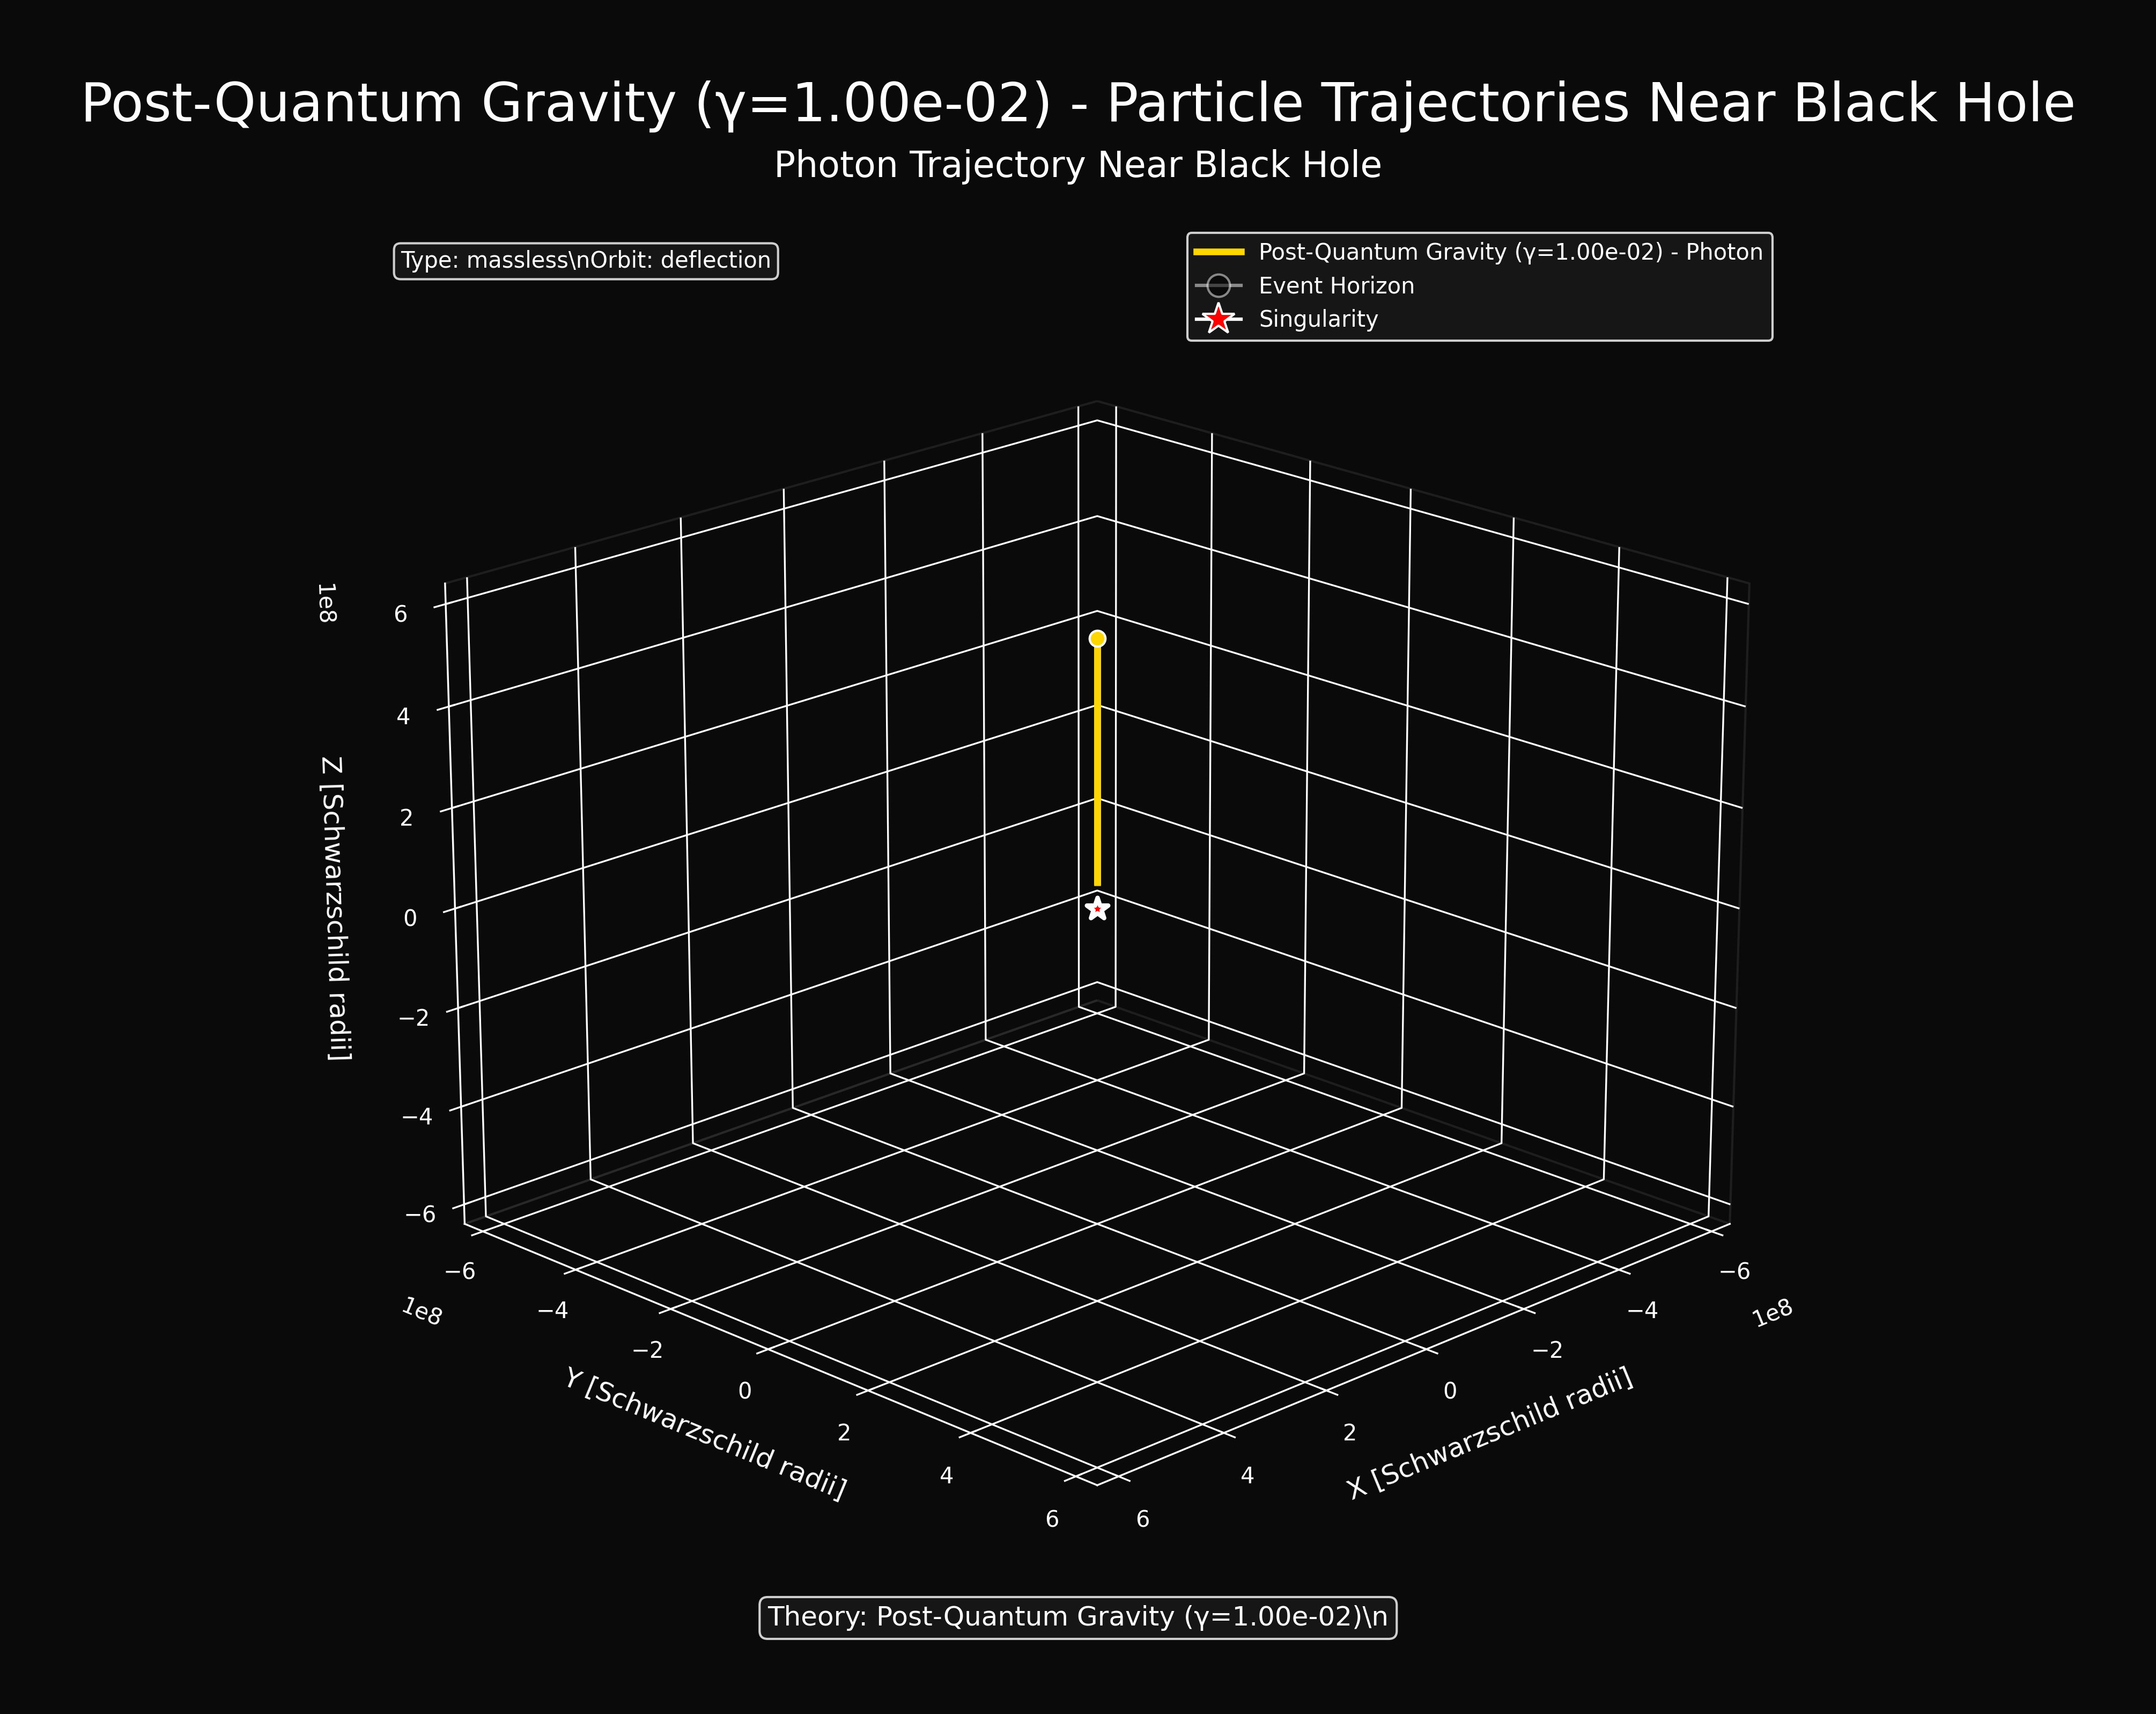 Post-Quantum Gravity (γ=1.00e-02) - Particle Trajectories Near Black Hole
Photon Trajectory Near Black Hole
Type: massless\nOrbit: deflection
Post-Quantum Gravity (γ=1.00e-02) - Photon
Event Horizon
Singularity
1e8
6
4
2
0
−2
−4
−6
Z [Schwarzschild radii]
−6
−4
−2
0
2
4
6
1e8
Y [Schwarzschild radii]
−6
−4
−2
0
2
4
6
1e8
X [Schwarzschild radii]
Theory: Post-Quantum Gravity (γ=1.00e-02)\n